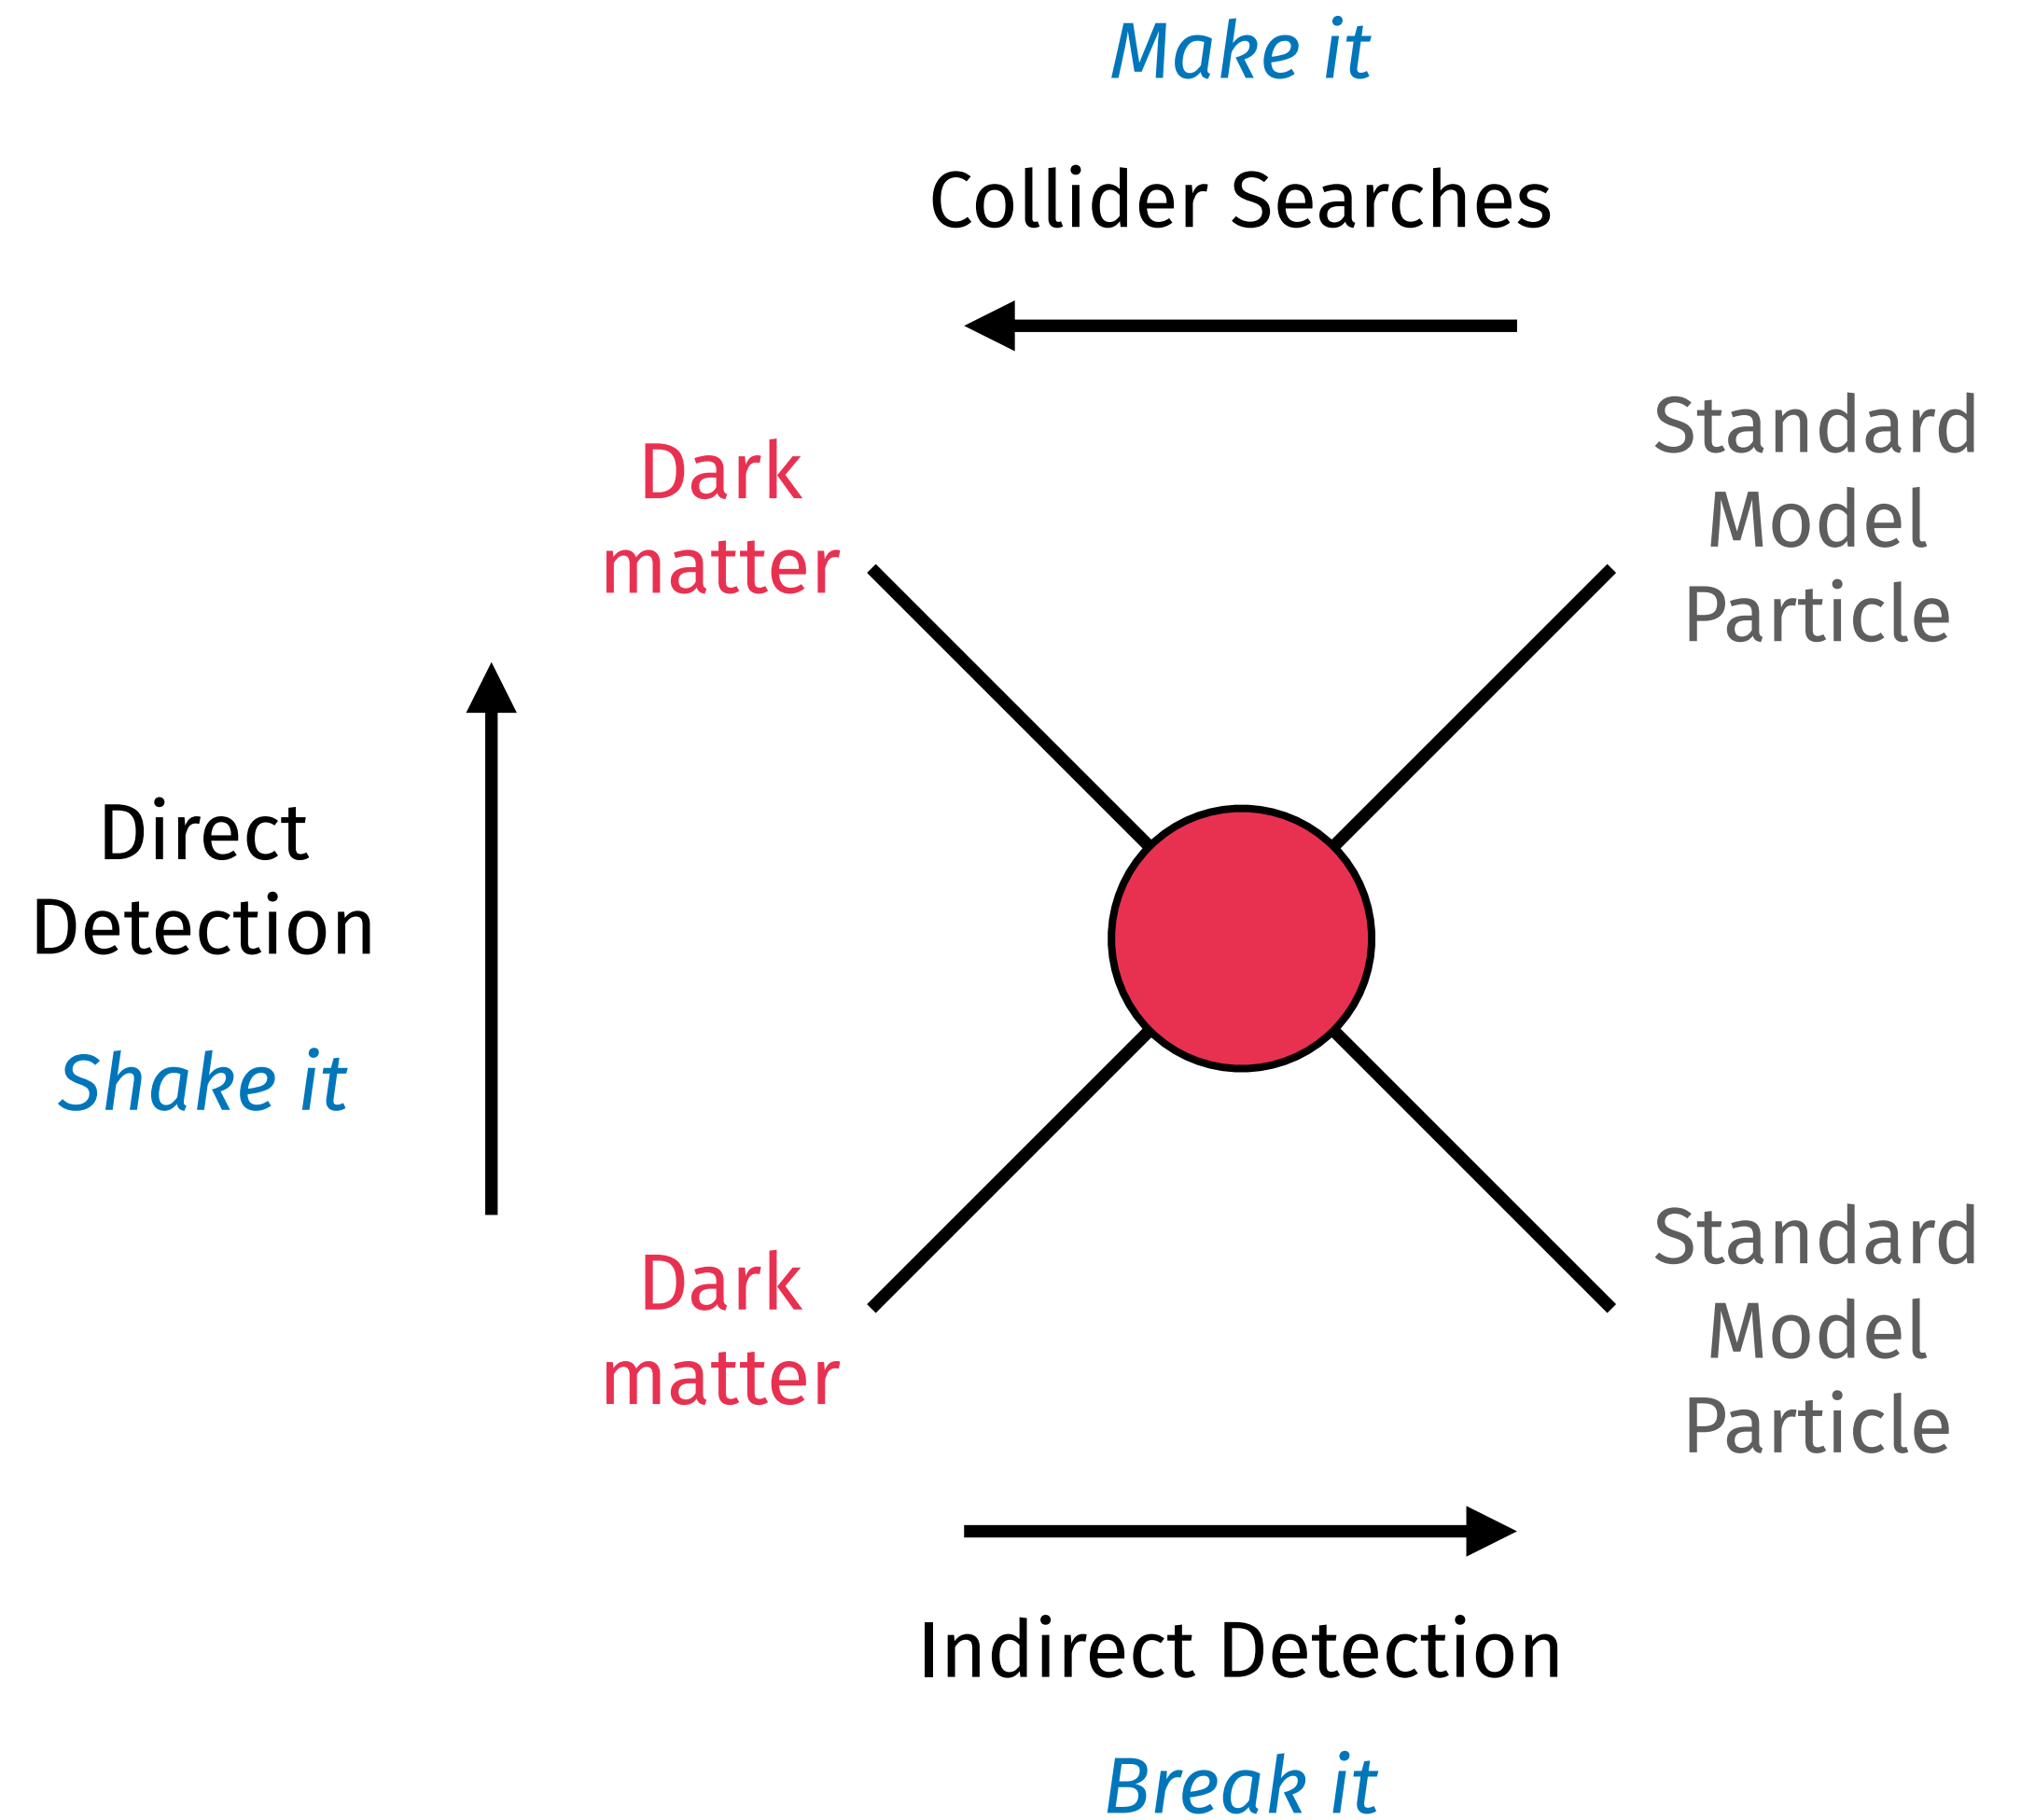 Make it
Collider Searches
Dark
matter
Standard
Model
Particle
Direct
Detection
Shake it
Dark
matter
Standard
Model
Particle
Indirect Detection
Break it